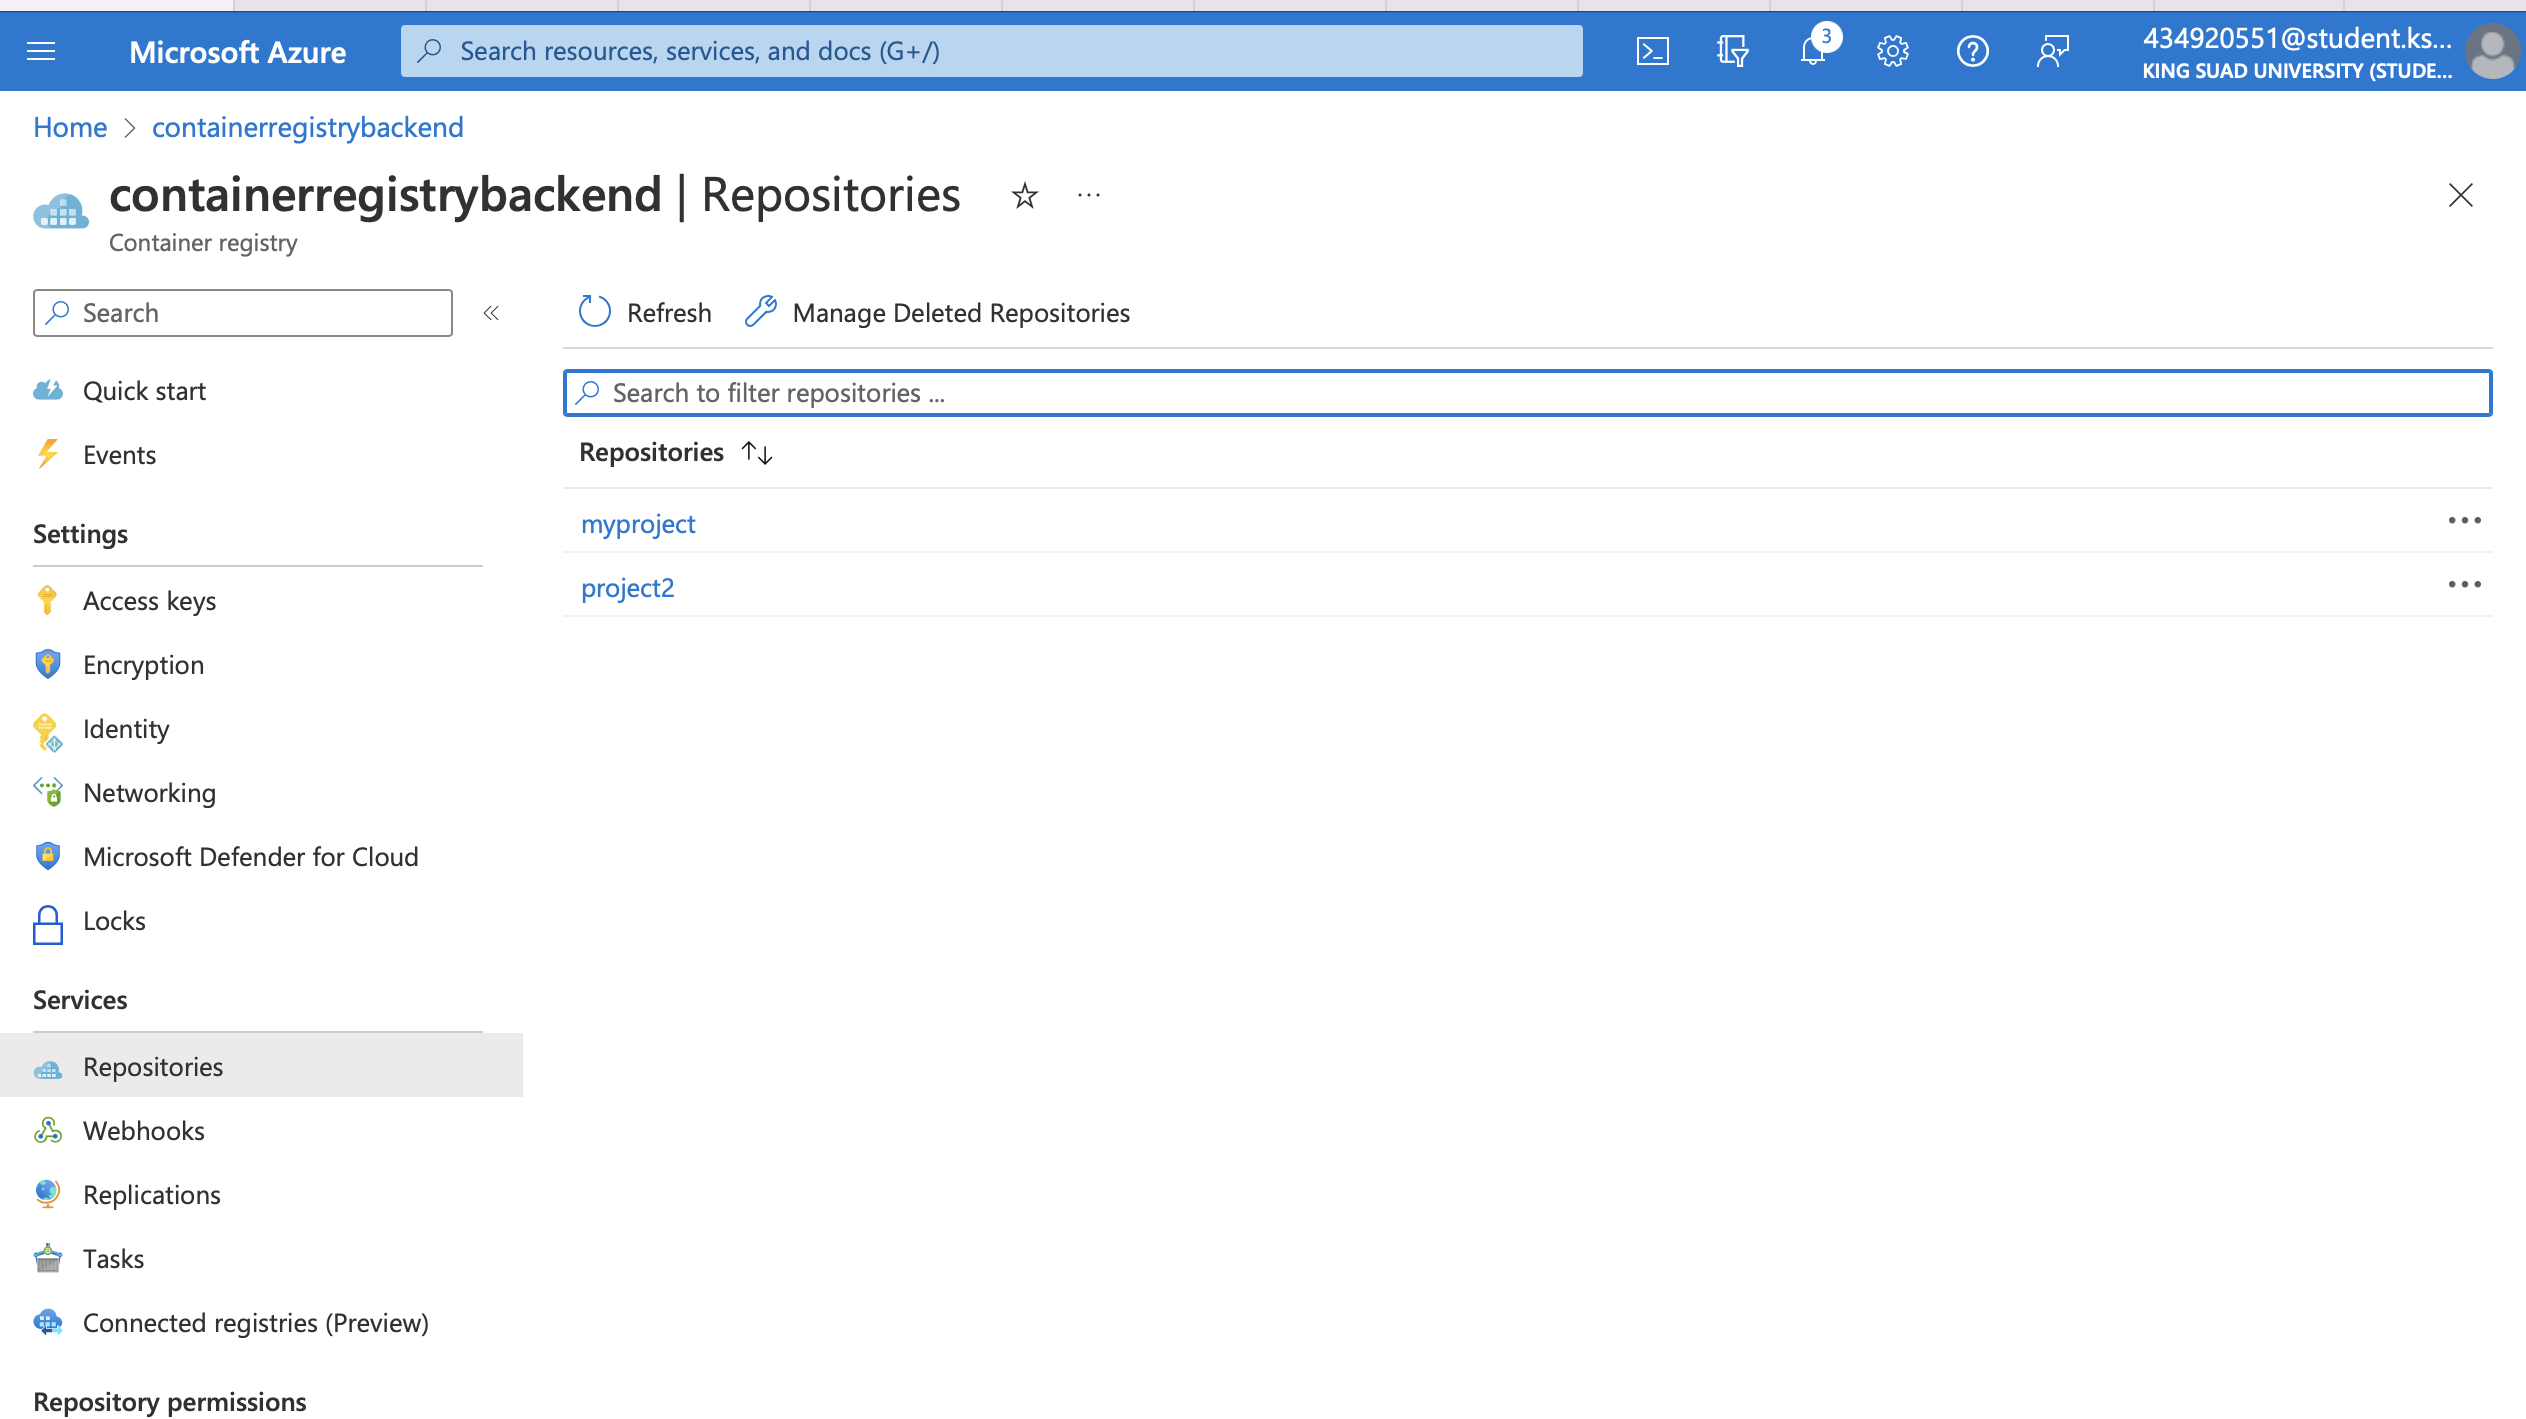 Microsoft Azure
Search resources, services, and docs (G+/)
3
434920551@student.ks...
KING SUAD UNIVERSITY (STUDE...
Home > containerregistrybackend
containerregistrybackend | Repositories
Container registry
Search
Quick start
Events
Settings
Access keys
Encryption
Identity
Networking
Microsoft Defender for Cloud
Locks
Services
Repositories
Webhooks
Replications
Tasks
Connected registries (Preview)
Repository permissions
Refresh
Manage Deleted Repositories
Search to filter repositories ...
Repositories
myproject
project2